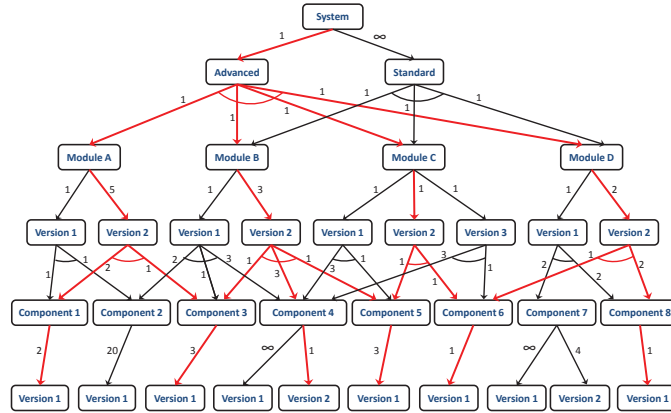 System
1 ∞
Advanced Standard
1 1 1 1 1 1 1
Module A Module B Module C Module D
1 5 1 3 1 1 1 1 2
Version 1 Version 2 Version 1 Version 2 Version 1 Version 2 Version 3 Version 1 Version 2
1 1 2 1 2 1 3 1 3 1 3 1 1 1 3 1 2 2 1 2
Component 1 Component 2 Component 3 Component 4 Component 5 Component 6 Component 7 Component 8
2 20 3 ∞ 1 3 1 ∞ 4 1
Version 1 Version 1 Version 1 Version 1 Version 2 Version 1 Version 1 Version 1 Version 2 Version 1